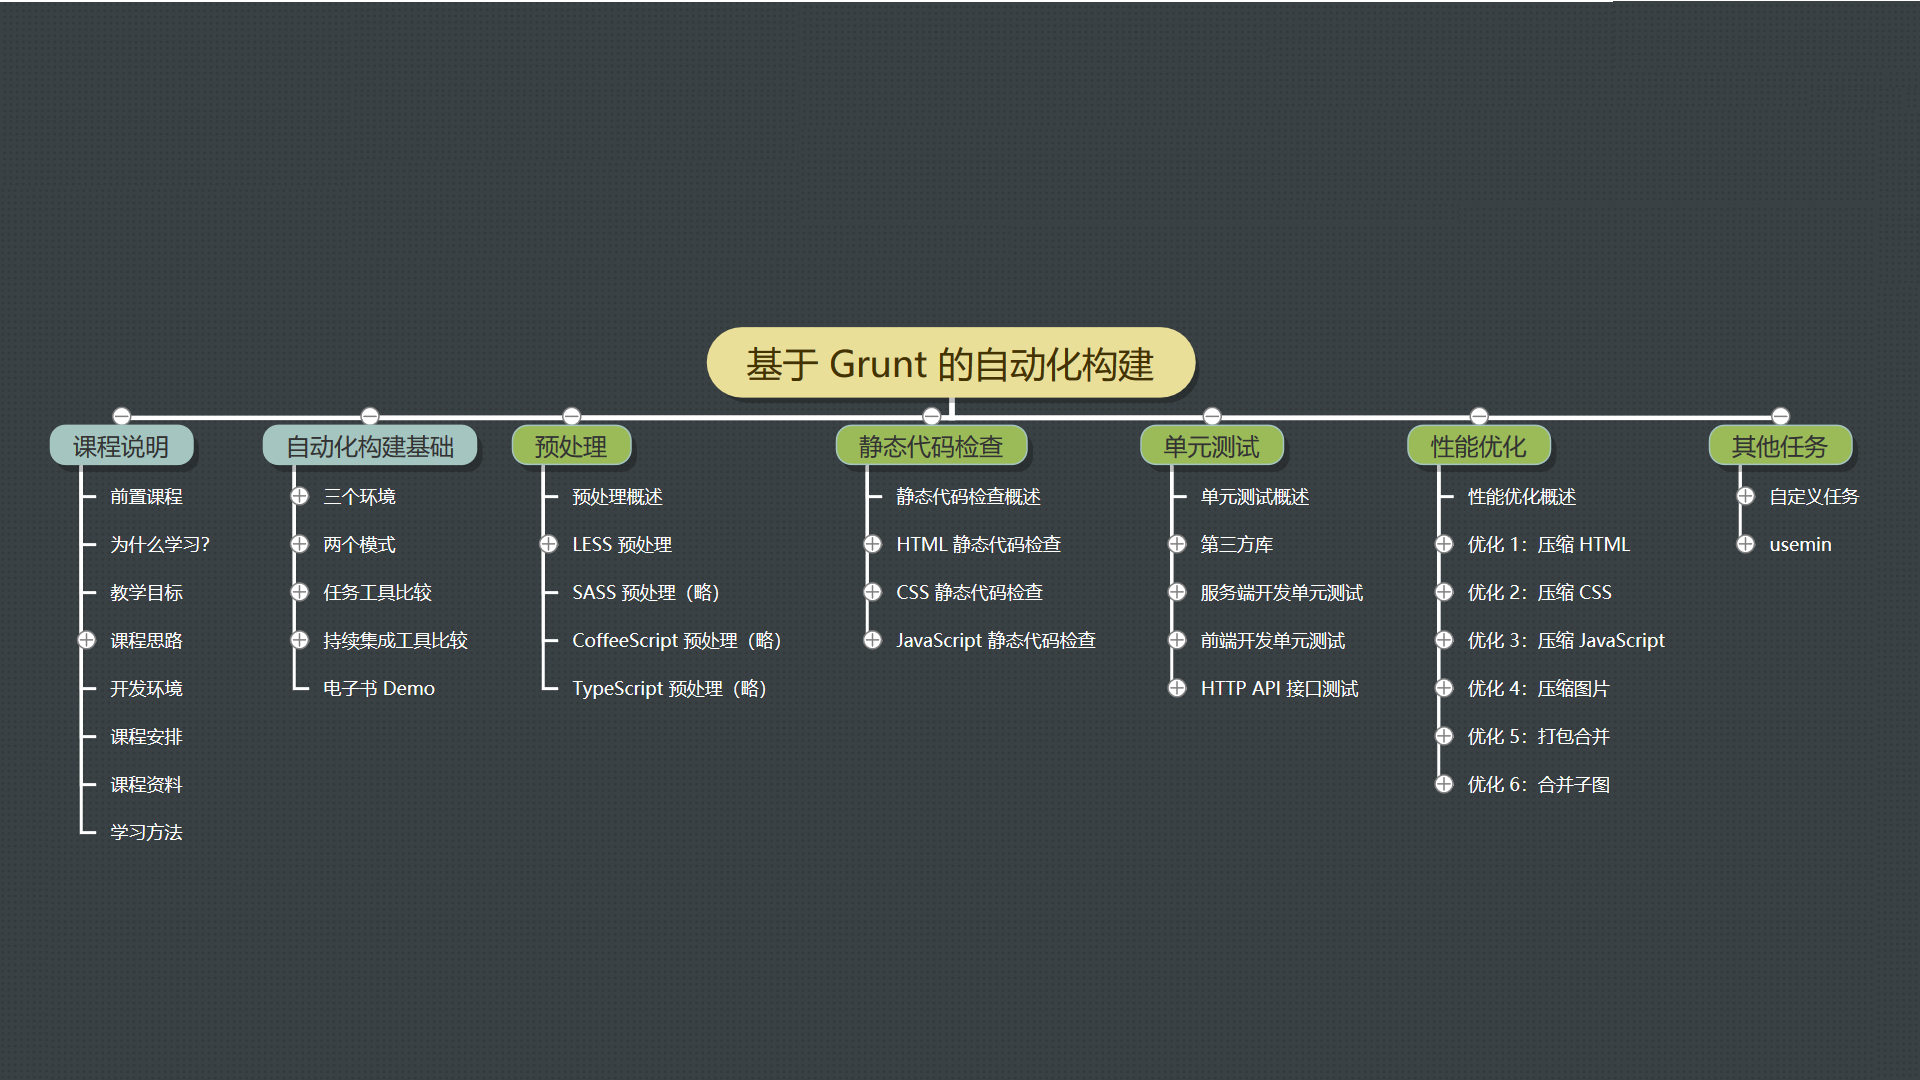 基于 Grunt 的自动化构建
课程说明
前置课程
为什么学习？
教学目标
课程思路
开发环境
课程安排
课程资料
学习方法
自动化构建基础
三个环境
两个模式
任务工具比较
持续集成工具比较
电子书 Demo
预处理
预处理概述
LESS 预处理
SASS 预处理（略）
CoffeeScript 预处理（略）
TypeScript 预处理（略）
静态代码检查
静态代码检查概述
HTML 静态代码检查
CSS 静态代码检查
JavaScript 静态代码检查
单元测试
单元测试概述
第三方库
服务端开发单元测试
前端开发单元测试
HTTP API 接口测试
性能优化
性能优化概述
优化 1：压缩 HTML
优化 2：压缩 CSS
优化 3：压缩 JavaScript
优化 4：压缩图片
优化 5：打包合并
优化 6：合并子图
其他任务
自定义任务
usemin